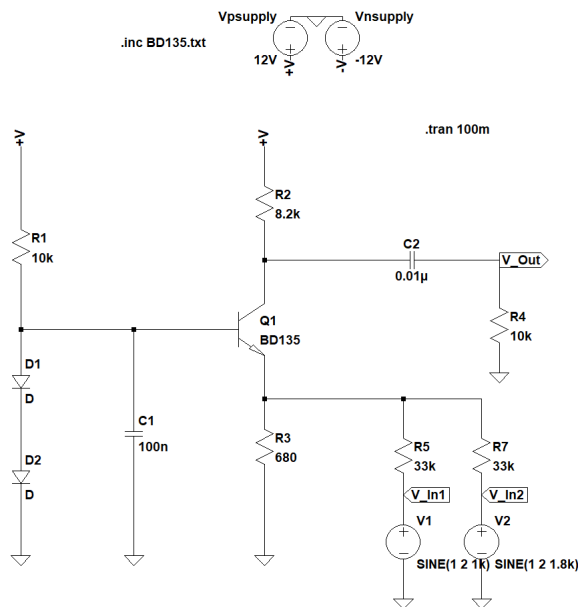 Vpsupply Vnsupply
.inc BD135.txt
12V +V -V -12V
.tran 100m
+V +V
R2
8.2k
R1
10k
C2
0.01µ
V_Out
R4
10k
Q1
BD135
D1
D
C1
100n
D2
D
R3
680
R5
33k
R7
33k
V_In1 V_In2
V1 V2
SINE(1 2 1k) SINE(1 2 1.8k)